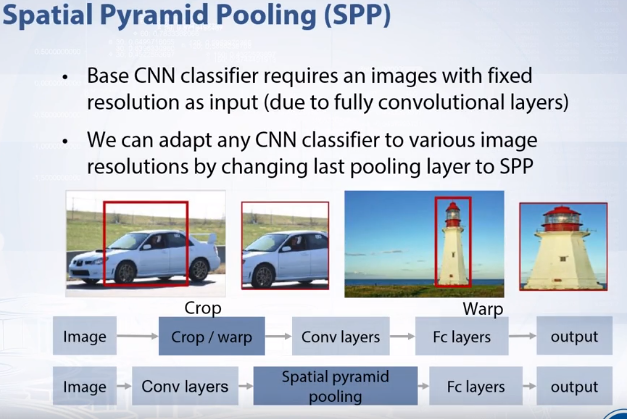 Spatial Pyramid Pooling (SPP)
• Base CNN classifier requires an images with fixed
resolution as input (due to fully convolutional layers)
• We can adapt any CNN classifier to various image
resolutions by changing last pooling layer to SPP
Crop Warp
Image Crop / warp Conv layers Fc layers output
Image Conv layers Spatial pyramid
pooling Fc layers output